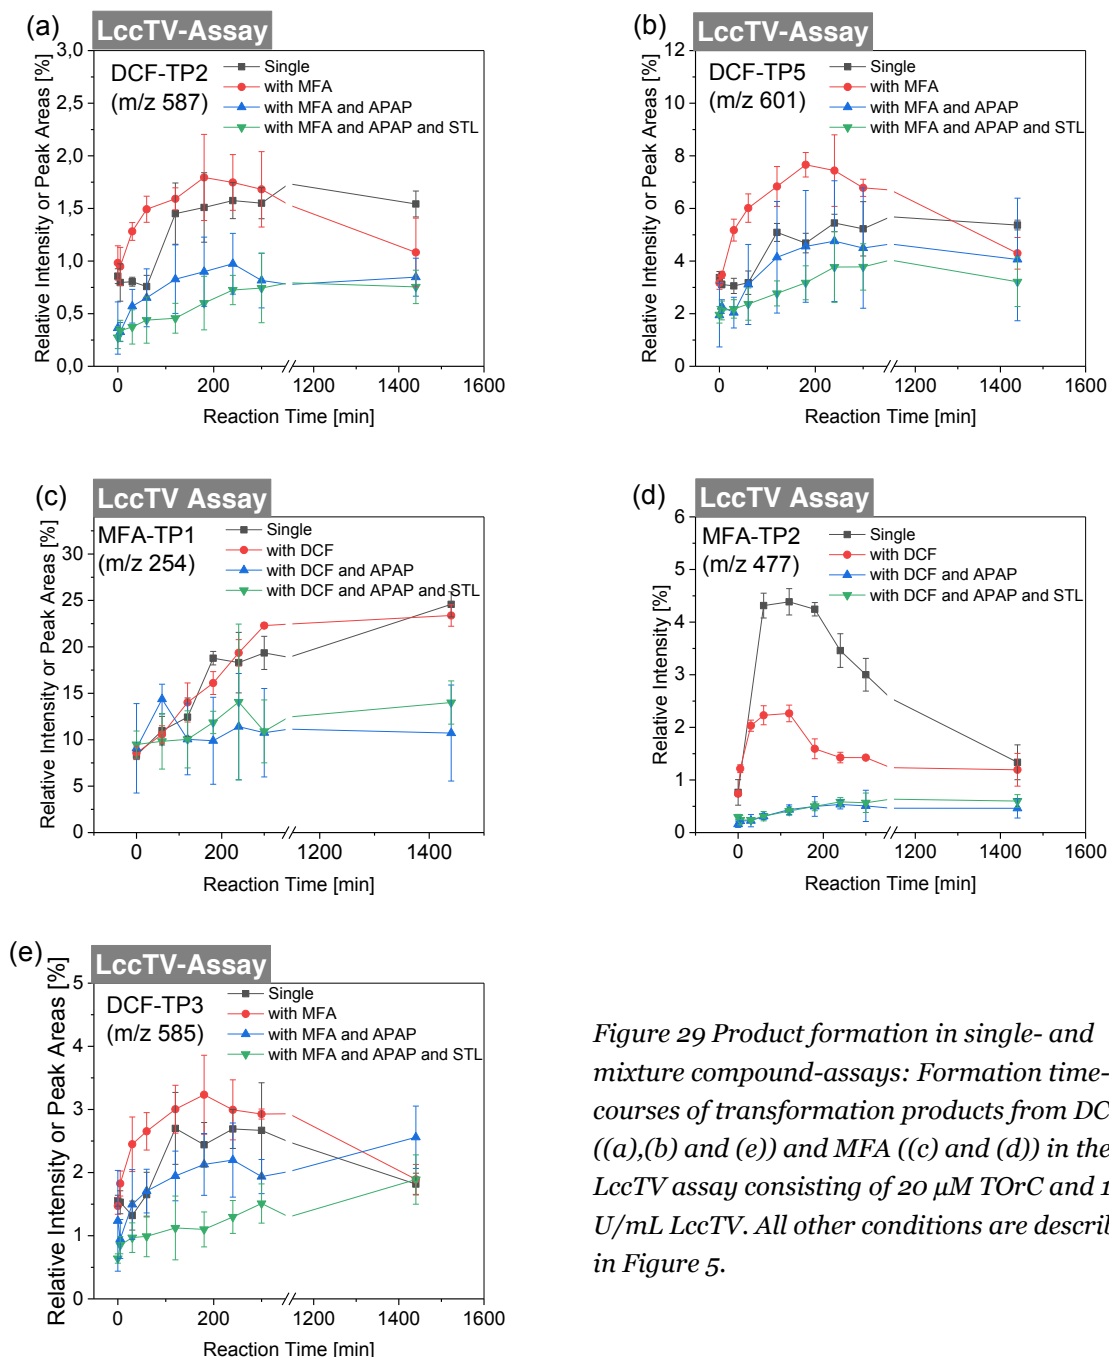 (a)
LccTV-Assay
Relative Intensity or Peak Areas [%]
3,0
2,5
2,0
1,5
1,0
0,5
0,0
DCF-TP2
(m/z 587)
Single
with MFA
with MFA and APAP
with MFA and APAP and STL
0
200
1200
1400
1600
Reaction Time [min]
(b)
LccTV-Assay
Relative Intensity or Peak Areas [%]
12
10
8
6
4
2
0
DCF-TP5
(m/z 601)
Single
with MFA
with MFA and APAP
with MFA and APAP and STL
0
200
1200
1400
1600
Reaction Time [min]
(c)
LccTV Assay
Relative Intensity or Peak Areas [%]
30
25
20
15
10
5
0
MFA-TP1
(m/z 254)
Single
with DCF
with DCF and APAP
with DCF and APAP and STL
0
200
1200
1400
Reaction Time [min]
(d)
LccTV Assay
Relative Intensity [%]
6
5
4
3
2
1
0
MFA-TP2
(m/z 477)
Single
with DCF
with DCF and APAP
with DCF and APAP and STL
0
200
1200
1400
1600
Reaction Time [min]
(e)
LccTV-Assay
Relative Intensity or Peak Areas [%]
5
4
3
2
1
0
DCF-TP3
(m/z 585)
Single
with MFA
with MFA and APAP
with MFA and APAP and STL
0
200
1200
1400
1600
Reaction Time [min]
Figure 29 Product formation in single- and
mixture compound-assays: Formation time-
courses of transformation products from DC
((a),(b) and (e)) and MFA ((c) and (d)) in the
LccTV assay consisting of 20 µM TOrC and 1
U/mL LccTV. All other conditions are describ
in Figure 5.